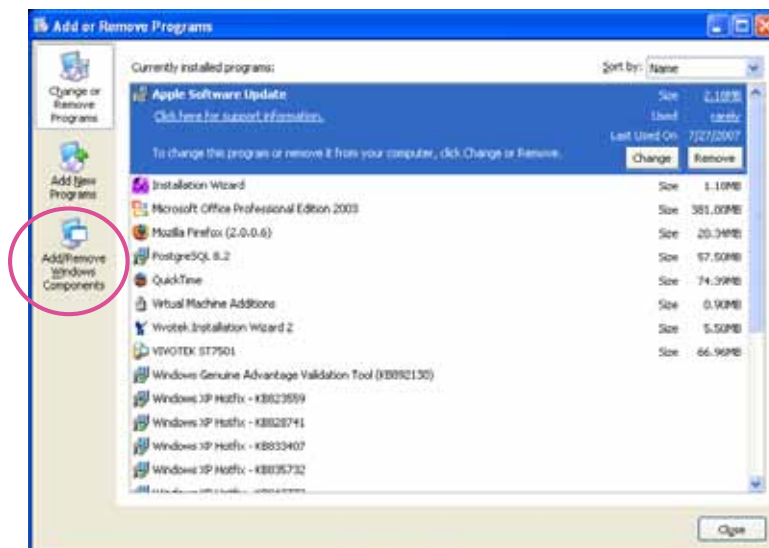 Add or Remove Programs
Change or
Remove
Programs
Add New
Programs
Add/Remove
Windows
Components
Currently installed programs:
Sort by: Name
Apple Software Update Size 2.18MB
Click here for support information. Used rarely
Last Used On 7/27/2007
To change this program or remove it from your computer, click Change or Remove.
Change Remove
Installation Wizard Size 1.10MB
Microsoft Office Professional Edition 2003 Size 381.00MB
Mozilla Firefox (2.0.0.6) Size 20.34MB
PostgreSQL 8.2 Size 57.50MB
QuickTime Size 74.39MB
Virtual Machine Additions Size 0.90MB
Vivotek Installation Wizard 2 Size 5.50MB
VIVOTEK ST7501 Size 66.96MB
Windows Genuine Advantage Validation Tool (KB892130)
Windows XP Hotfix - KB823559
Windows XP Hotfix - KB828741
Windows XP Hotfix - KB833407
Windows XP Hotfix - KB835732
Close